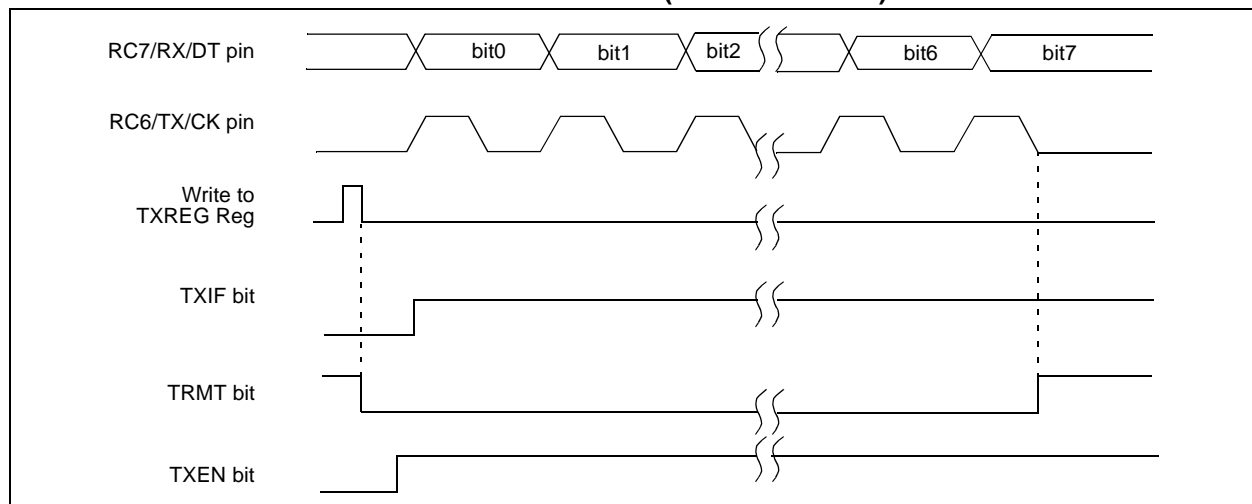 RC7/RX/DT pin
bit0 bit1 bit2 bit6 bit7
RC6/TX/CK pin
Write to
TXREG Reg
TXIF bit
TRMT bit
TXEN bit